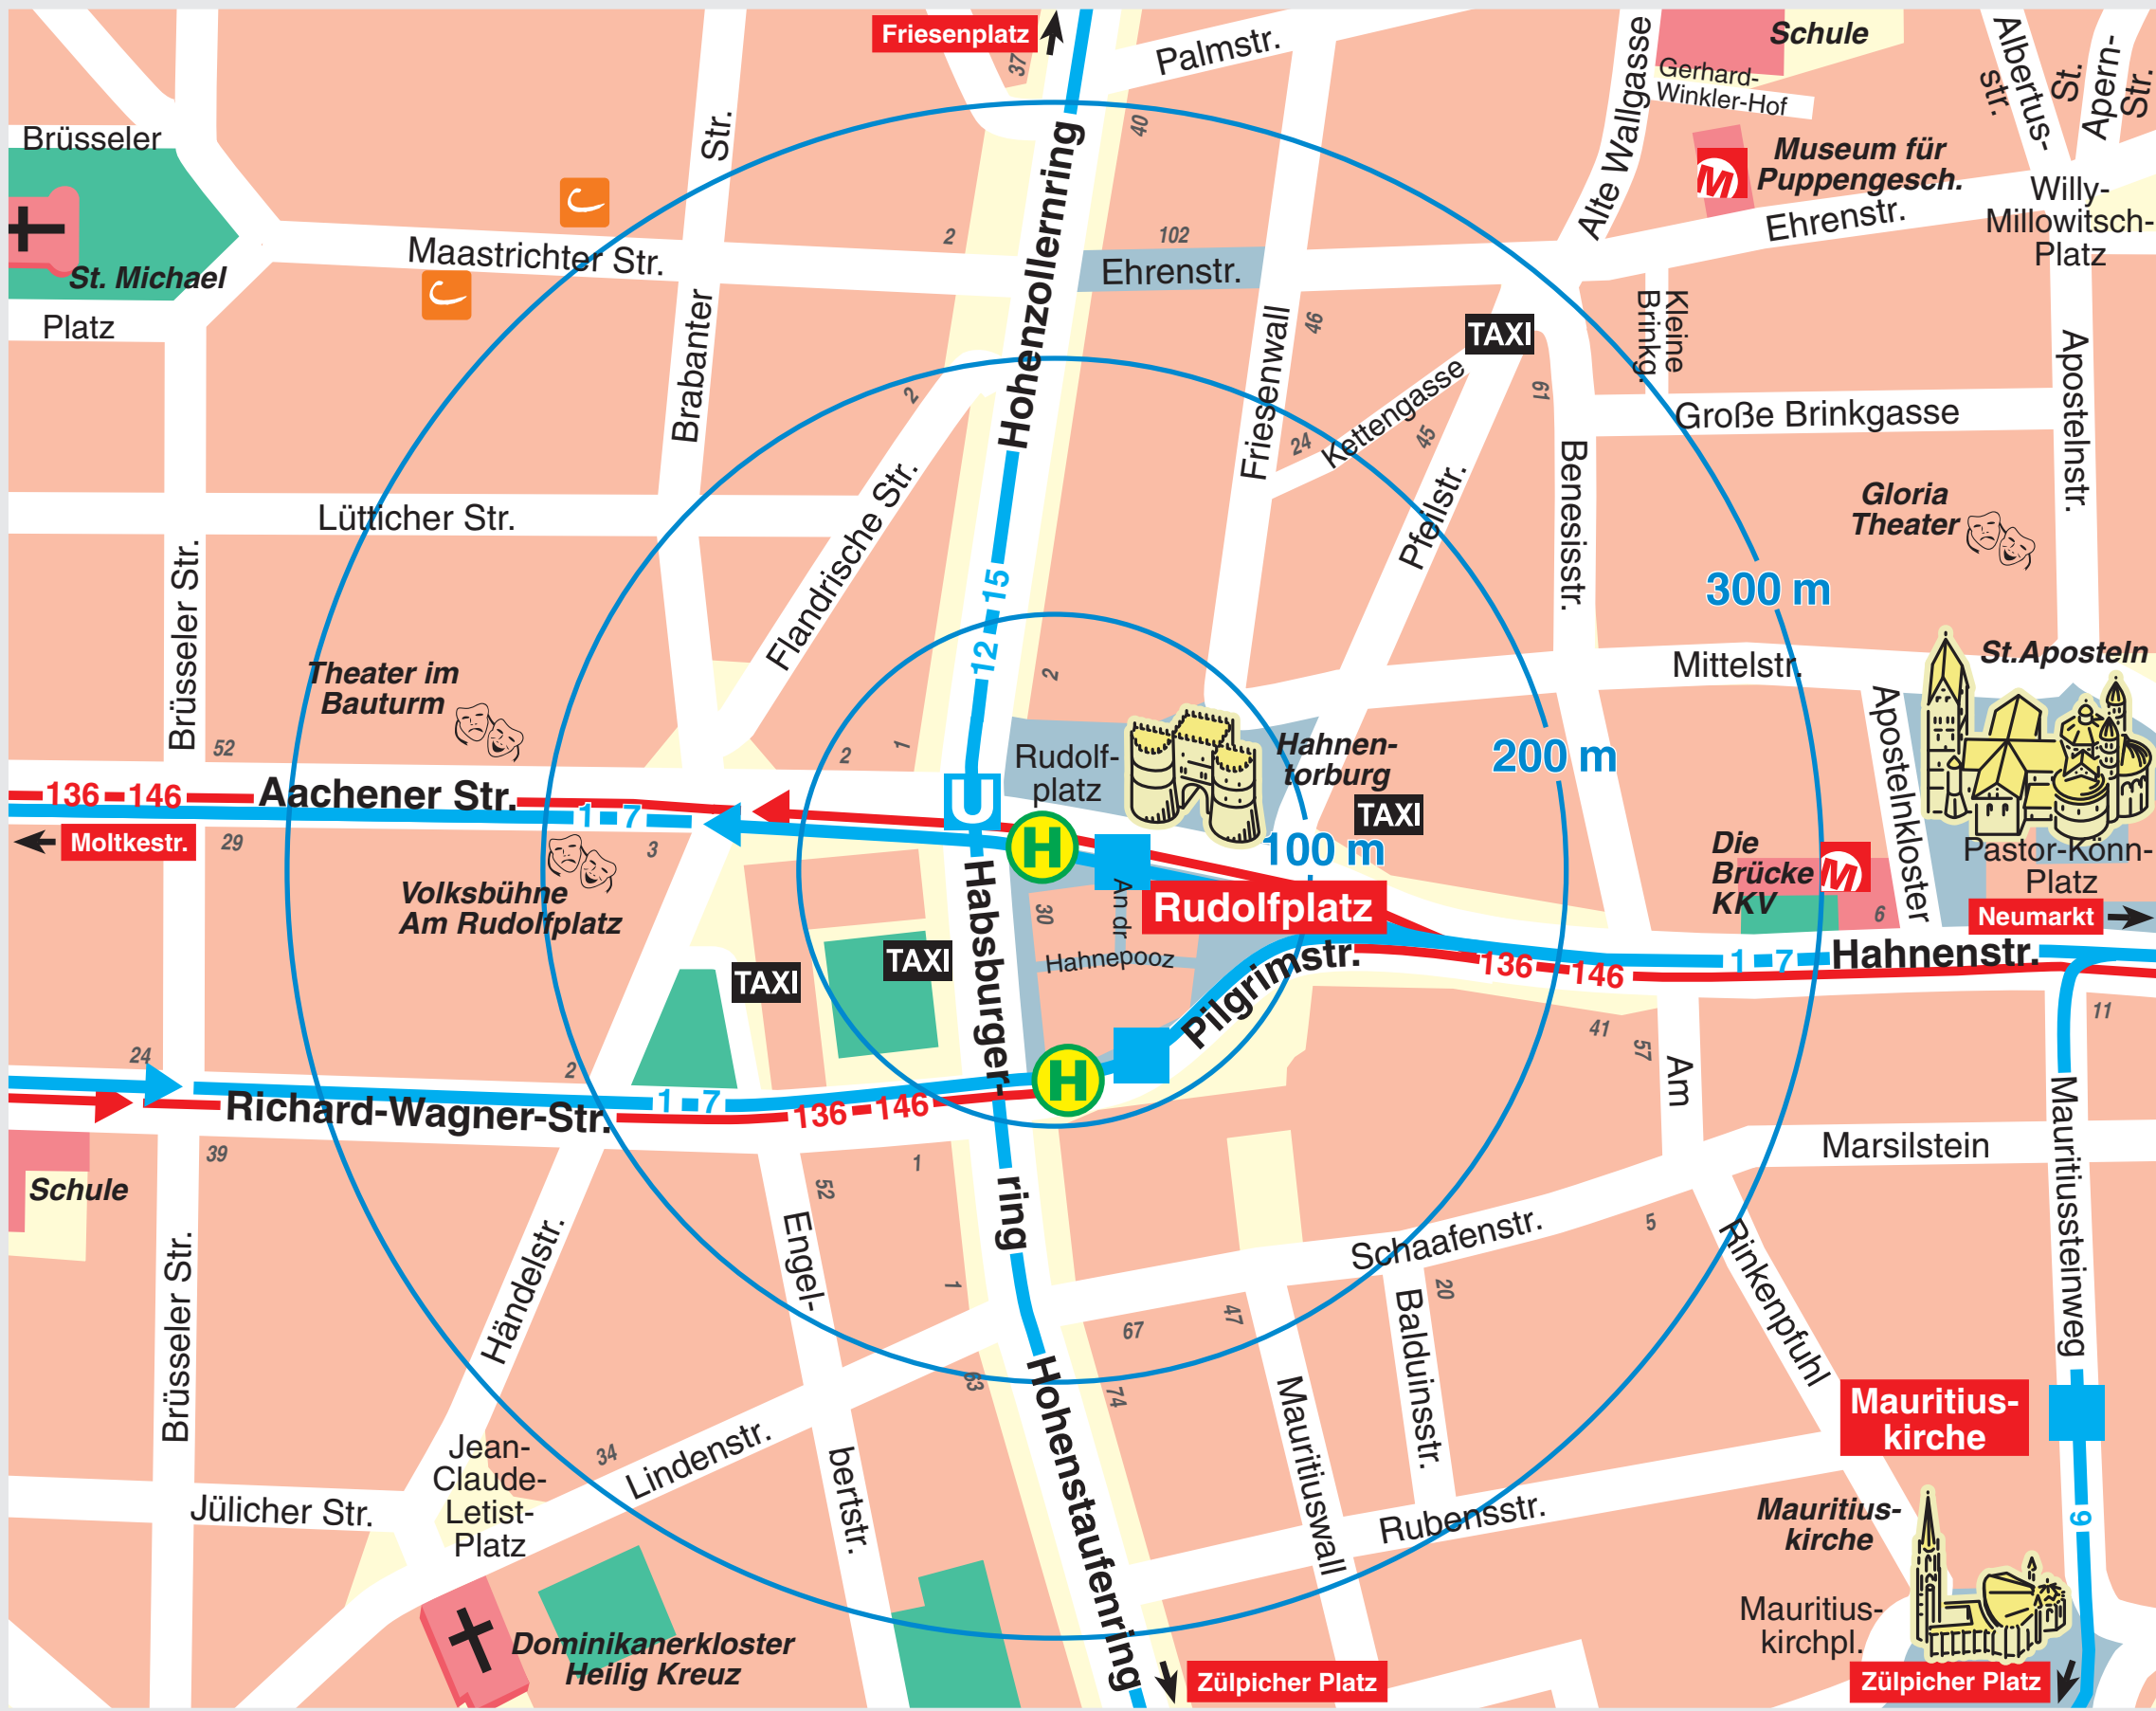 Friesenplatz
37
Palmstr.
Alte Wallgasse
Schule
Gerhard-
Winkler-Hof
Albertus-
str.
St.
Apern-
Str.
Brüsseler
Str.
40
Museum für
Puppengesch.
Willy-
Millowitsch-
Platz
St. Michael
Platz
Maastrichter Str.
2
Hohenzollernring
102
Ehrenstr.
Ehrenstr.
Brabanter
2
Friesenwall
46
TAXI
Kleine
Brinkg.
61
Kettengasse
24
45
Große Brinkgasse
Apostelnstr.
Lütticher Str.
Flandrische Str.
Pfeilstr.
Benesisstr.
Gloria
Theater
Brüsseler Str.
12-15
300 m
Theater im
Bauturm
2
Mittelstr.
St.Aposteln
52
2
1
Rudolf-
platz
Hahnen-
torburg
200 m
Apostelnkloster
136-146
Aachener Str.
1-7
U
TAXI
Moltkestr.
29
3
H
100 m
Die
Brücke
KKV
M
M
Pastor-Könn-
Platz
Volksbühne
Am Rudolfplatz
Habsburger-
30
An dr
Hahnepooz
Rudolfplatz
6
Neumarkt
TAXI
TAXI
Pilgrimstr.
136-146
1-7
Hahnenstr.
24
2
41
57
11
Am
H
Richard-Wagner-Str.
1-7
136-146
39
Schule
1
52
ring
Marsilstein
Mauritiussteinweg
Brüsseler Str.
Händelstr.
Engel-
1
Schaafenstr.
5
20
Rinkenpfuhl
67
47
63
74
Balduinsstr.
Mauritius-
kirche
Jean-
Claude-
Letist-
Platz
34
Lindenstr.
bertstr.
Hohenstaufenring
Mauritiuswall
Jülicher Str.
Rubensstr.
9
Mauritius-
kirche
Mauritius-
kirchpl.
Dominikanerkloster
Heilig Kreuz
Zülpicher Platz
Zülpicher Platz